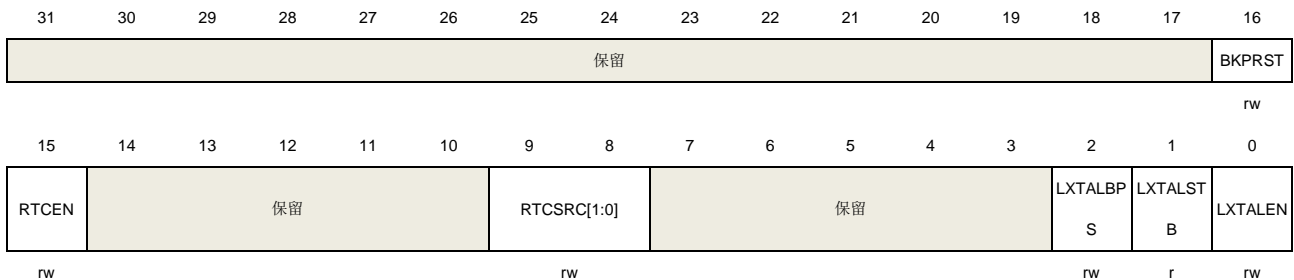 31 30 29 28 27 26 25 24 23 22 21 20 19 18 17 16
保留 BKPRST
rw
15 14 13 12 11 10 9 8 7 6 5 4 3 2 1 0
RTCEN 保留 RTCSRC[1:0] 保留 LXTALBP LXTALST LXTALEN
S B
rw rw rw r rw